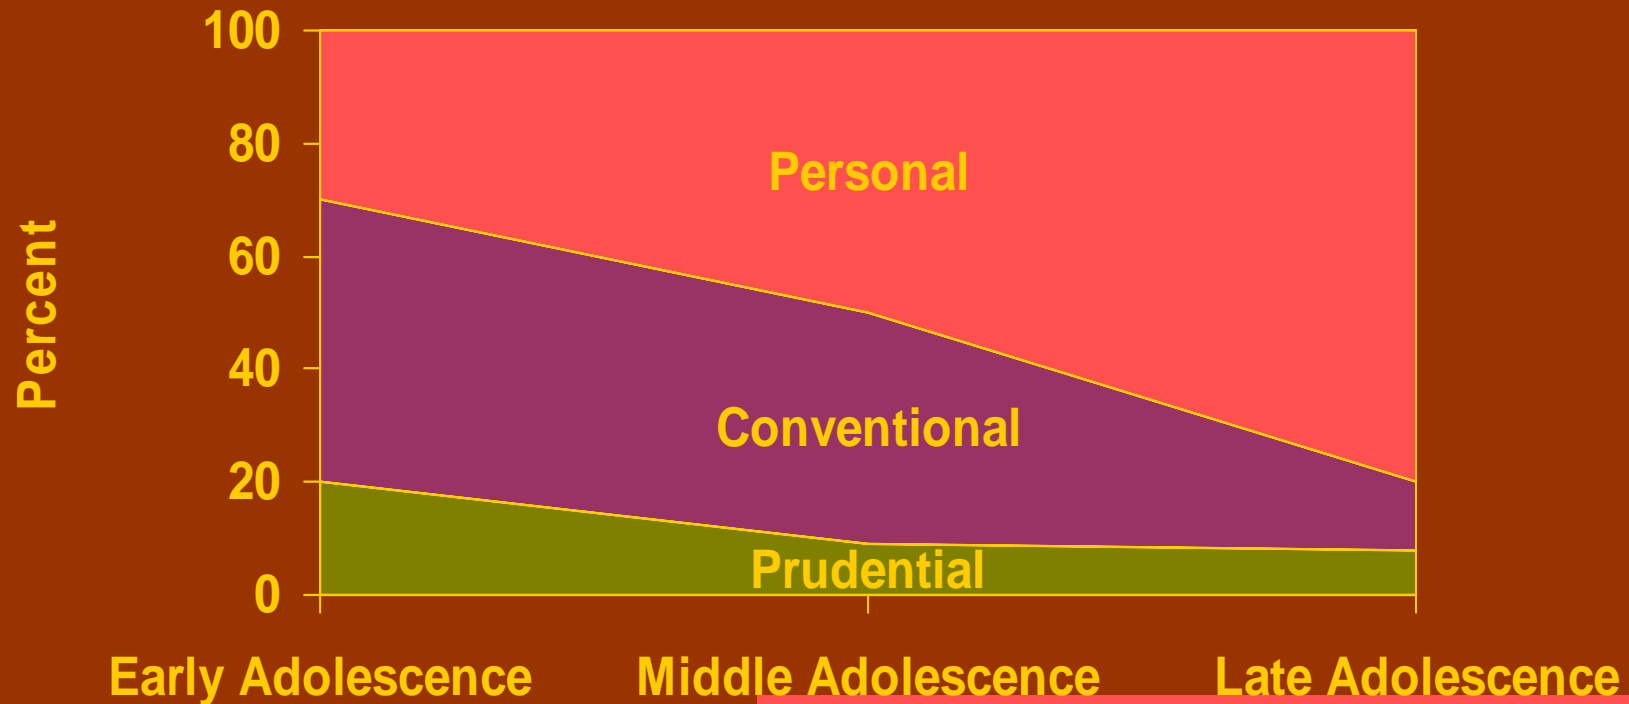 Percent
100
80
60
40
20
0
Personal
Conventional
Prudential
Early Adolescence
Middle Adolescence
Late Adolescence